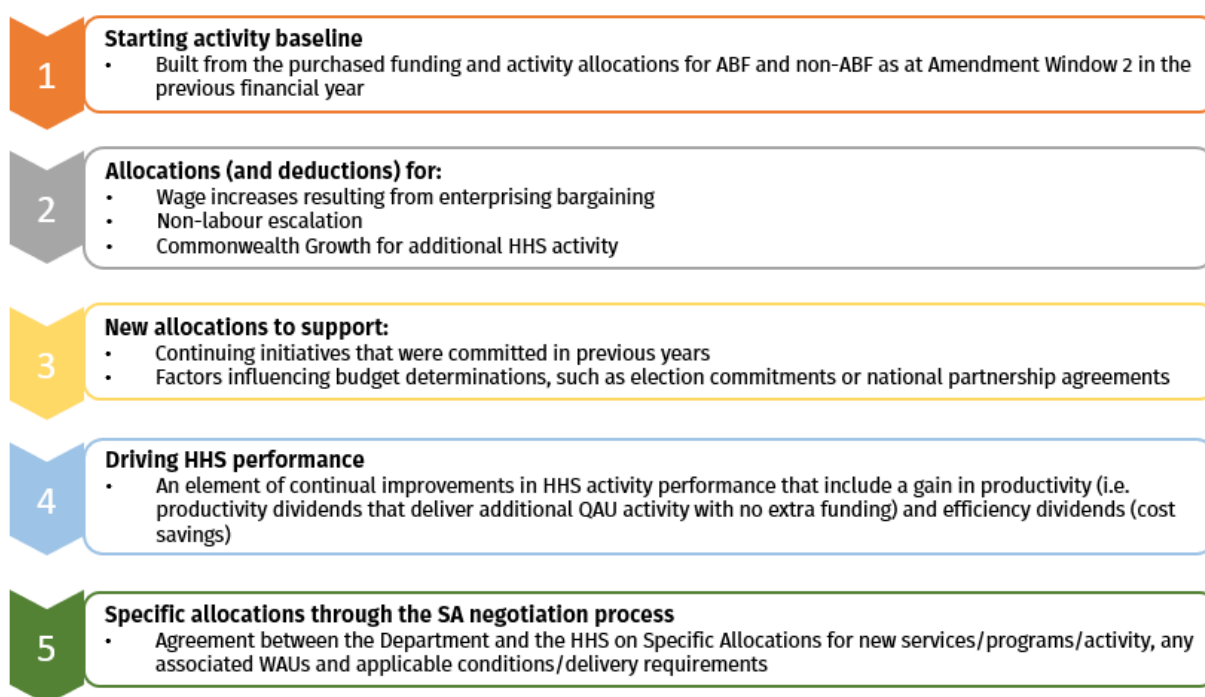 1
Starting activity baseline
• Built from the purchased funding and activity allocations for ABF and non-ABF as at Amendment Window 2 in the
previous financial year
2
Allocations (and deductions) for:
• Wage increases resulting from enterprising bargaining
• Non-labour escalation
• Commonwealth Growth for additional HHS activity
3
New allocations to support:
• Continuing initiatives that were committed in previous years
• Factors influencing budget determinations, such as election commitments or national partnership agreements
4
Driving HHS performance
• An element of continual improvements in HHS activity performance that include a gain in productivity (i.e.
productivity dividends that deliver additional QAU activity with no extra funding) and efficiency dividends (cost
savings)
5
Specific allocations through the SA negotiation process
• Agreement between the Department and the HHS on Specific Allocations for new services/programs/activity, any
associated WAUs and applicable conditions/delivery requirements